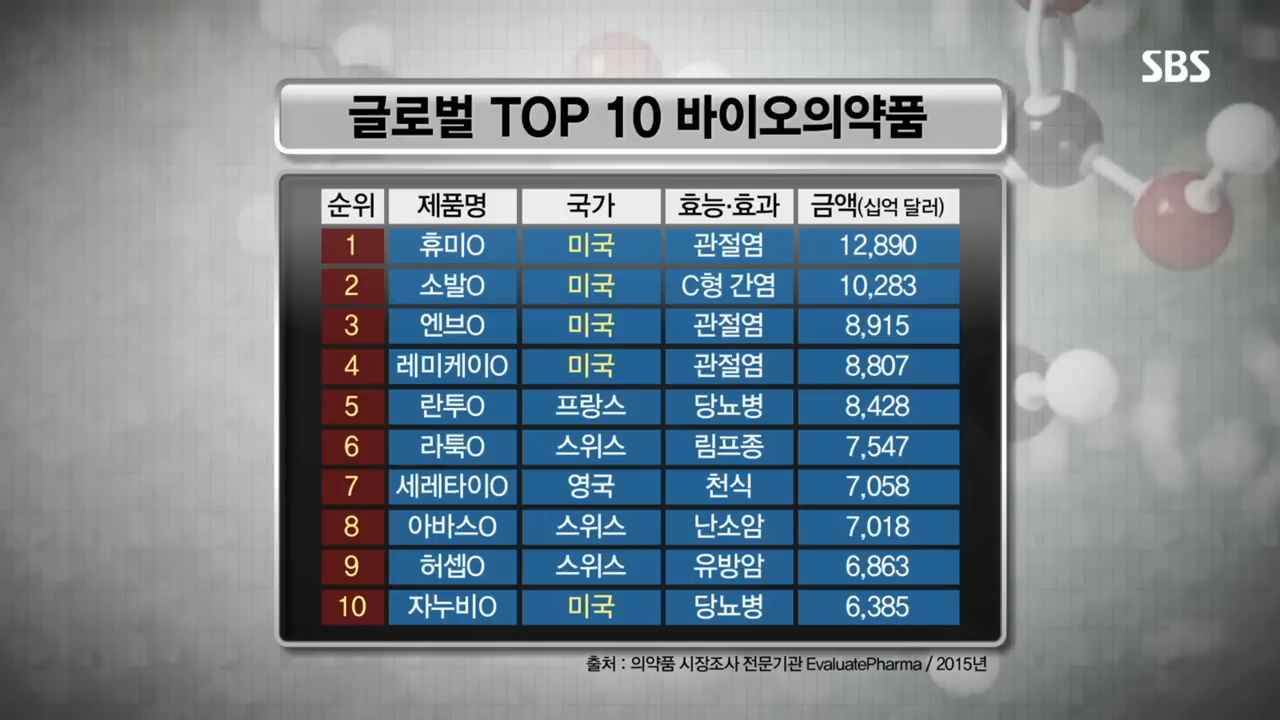 SBS
글로벌 TOP 10 바이오의약품
순위 제품명 국가 효능·효과 금액(십억 달러)
1 휴미O 미국 관절염 12,890
2 소발O 미국 C형 간염 10,283
3 엔브O 미국 관절염 8,915
4 레미케이O 미국 관절염 8,807
5 란투O 프랑스 당뇨병 8,428
6 라툭O 스위스 림프종 7,547
7 세레타이O 영국 천식 7,058
8 아바스O 스위스 난소암 7,018
9 허셉O 스위스 유방암 6,863
10 자누비O 미국 당뇨병 6,385
출처 : 의약품 시장조사 전문기관 EvaluatePharma / 2015년